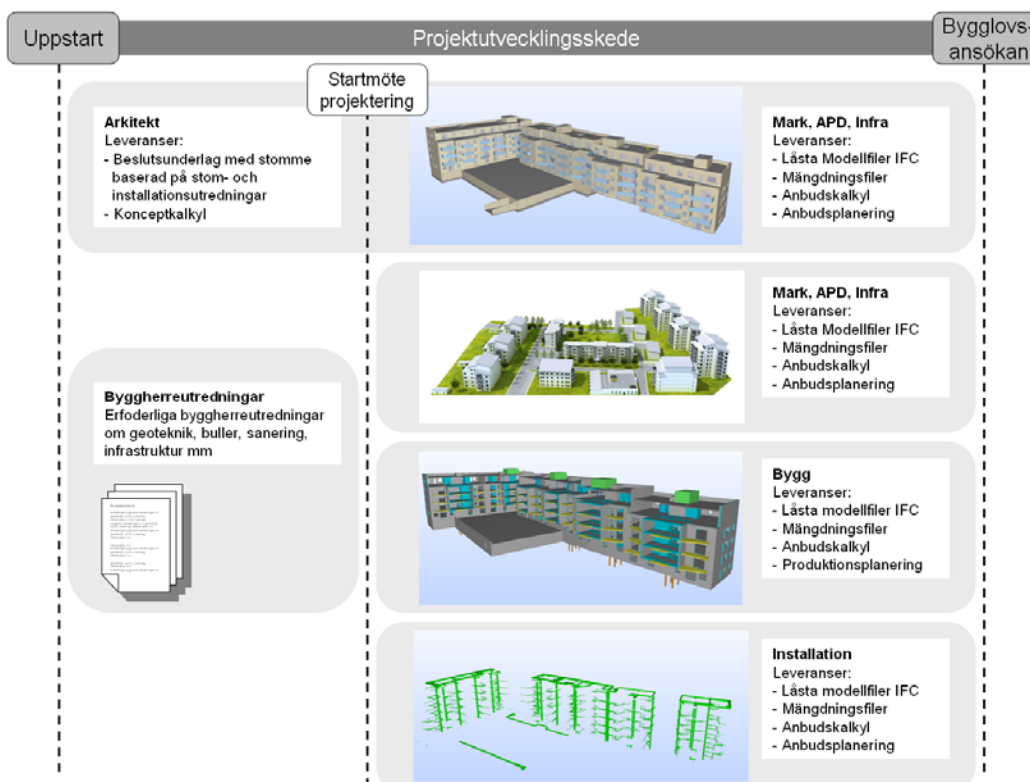 Uppstart
Projektutvecklingsskede
Bygglovs-
ansökan
Startmöte
projektering
Arkitekt
Leveranser:
- Beslutsunderlag med stomme
baserad på stom- och
installationsutredningar
- Konceptkalkyl
Mark, APD, Infra
Leveranser:
- Låsta Modellfiler IFC
- Mängdningsfiler
- Anbudskalkyl
- Anbudsplanering
Mark, APD, Infra
Leveranser:
- Låsta Modellfiler IFC
- Mängdningsfiler
- Anbudskalkyl
- Anbudsplanering
Byggherreutredningar
Erfoderliga byggherreutredningar
om geoteknik, buller, sanering,
infrastruktur mm
Bygg
Leveranser:
- Låsta modellfiler IFC
- Mängdningsfiler
- Anbudskalkyl
- Produktionsplanering
Installation
Leveranser:
- Låsta modellfiler IFC
- Mängdningsfiler
- Anbudskalkyl
- Anbudsplanering